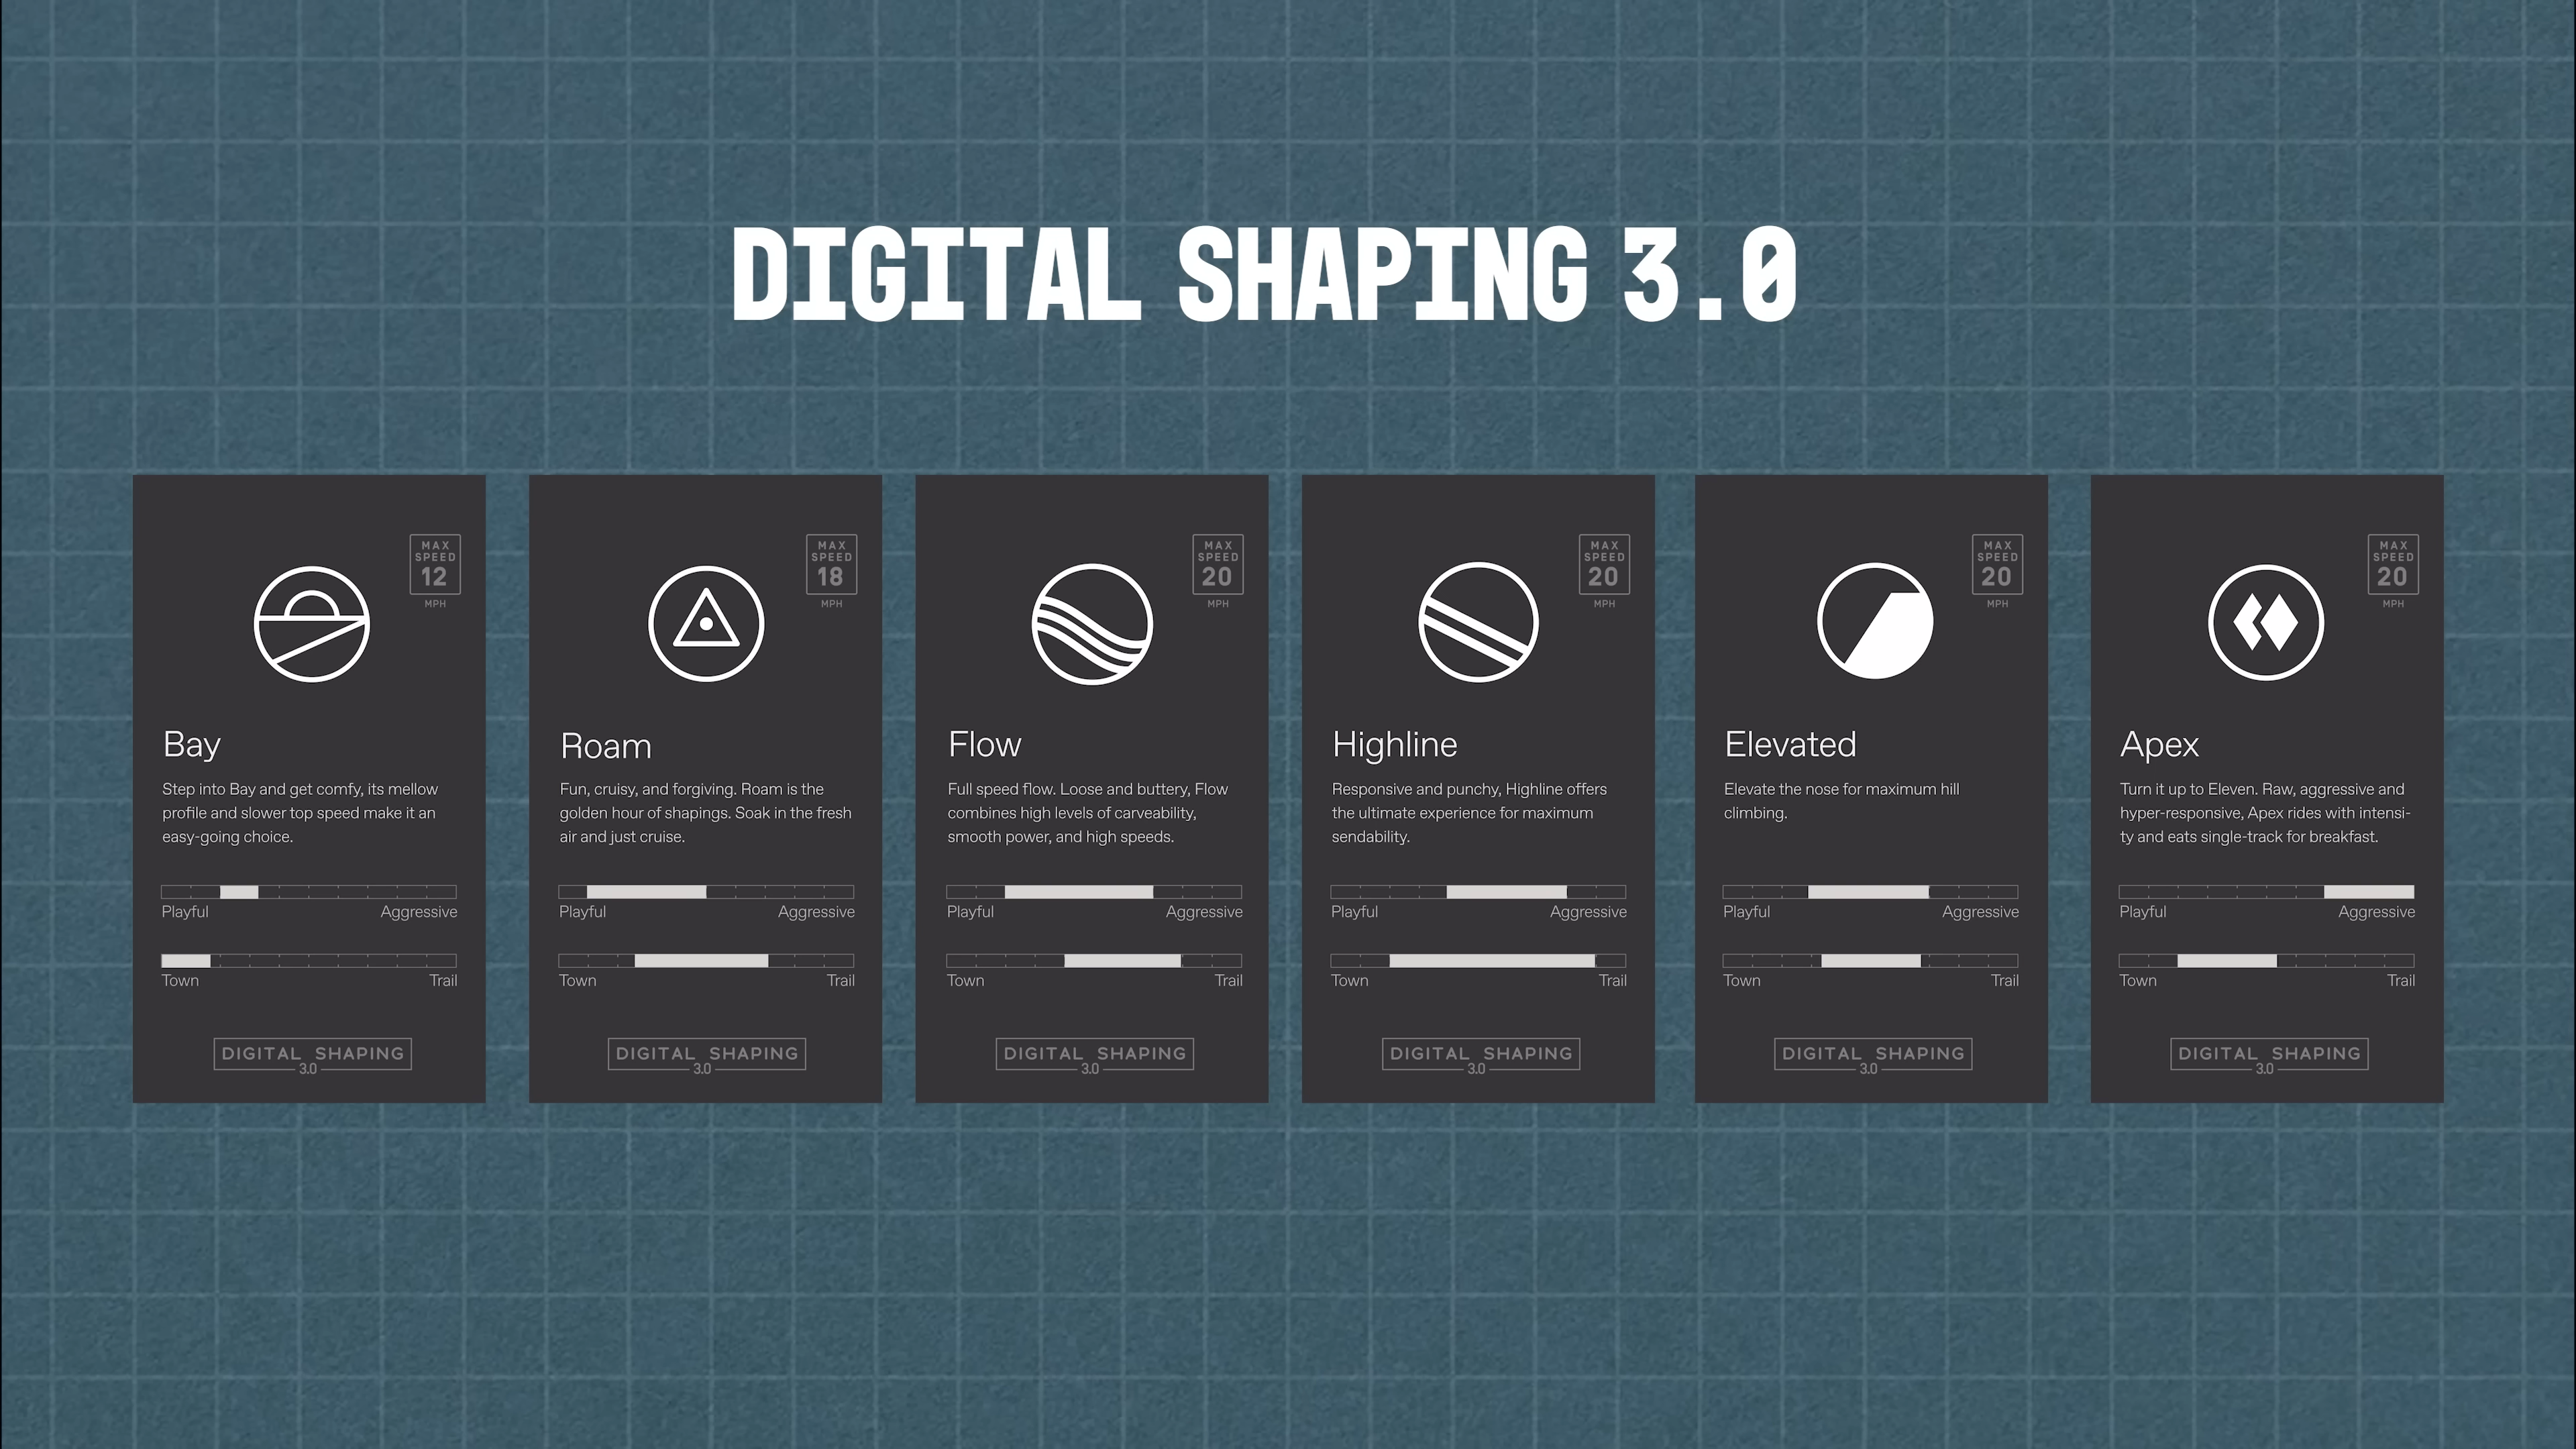 DIGITAL SHAPING 3.0
MAX
SPEED
12
MPH
Bay
Step into Bay and get comfy, its mellow
profile and slower top speed make it an
easy-going choice.
Playful Aggressive
Town Trail
DIGITAL SHAPING
3.0
MAX
SPEED
18
MPH
Roam
Fun, cruisy, and forgiving. Roam is the
golden hour of shapings. Soak in the fresh
air and just cruise.
Playful Aggressive
Town Trail
DIGITAL SHAPING
3.0
MAX
SPEED
20
MPH
Flow
Full speed flow. Loose and buttery, Flow
combines high levels of carveability,
smooth power, and high speeds.
Playful Aggressive
Town Trail
DIGITAL SHAPING
3.0
MAX
SPEED
20
MPH
Highline
Responsive and punchy, Highline offers
the ultimate experience for maximum
sendability.
Playful Aggressive
Town Trail
DIGITAL SHAPING
3.0
MAX
SPEED
20
MPH
Elevated
Elevate the nose for maximum hill
climbing.
Playful Aggressive
Town Trail
DIGITAL SHAPING
3.0
MAX
SPEED
20
MPH
Apex
Turn it up to Eleven. Raw, aggressive and
hyper-responsive, Apex rides with intensi-
ty and eats single-track for breakfast.
Playful Aggressive
Town Trail
DIGITAL SHAPING
3.0